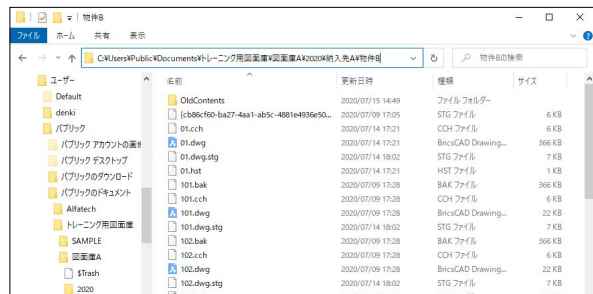 物件B
ファイル ホーム 共有 表示
C:¥Users¥Public¥Documents¥トレーニング用図面庫¥図面庫A¥2020¥納入先A¥物件B 物件Bの検索
ユーザー
Default
denki
パブリック
パブリック アカウントの画像
パブリック デスクトップ
パブリックのダウンロード
パブリックのドキュメント
Alfatech
トレーニング用図面庫
SAMPLE
図面庫A
$Trash
2020
名前 更新日時 種類 サイズ
OldContents 2020/07/15 14:49 ファイル フォルダー
{cb86cf60-ba27-4aa1-ab5c-4881e4936e50... 2020/07/09 17:05 STG ファイル 6 KB
01.cch 2020/07/14 17:21 CCH ファイル 6 KB
01.dwg 2020/07/14 17:21 BricsCAD Drawing... 366 KB
01.dwg.stg 2020/07/14 18:02 STG ファイル 7 KB
01.hst 2020/07/14 17:21 HST ファイル 1 KB
101.bak 2020/07/09 17:28 BAK ファイル 366 KB
101.cch 2020/07/09 17:28 CCH ファイル 6 KB
101.dwg 2020/07/09 17:28 BricsCAD Drawing... 22 KB
101.dwg.stg 2020/07/14 18:02 STG ファイル 7 KB
102.bak 2020/07/09 17:28 BAK ファイル 366 KB
102.cch 2020/07/09 17:28 CCH ファイル 6 KB
102.dwg 2020/07/09 17:28 BricsCAD Drawing... 22 KB
102.dwg.stg 2020/07/14 18:02 STG ファイル 7 KB